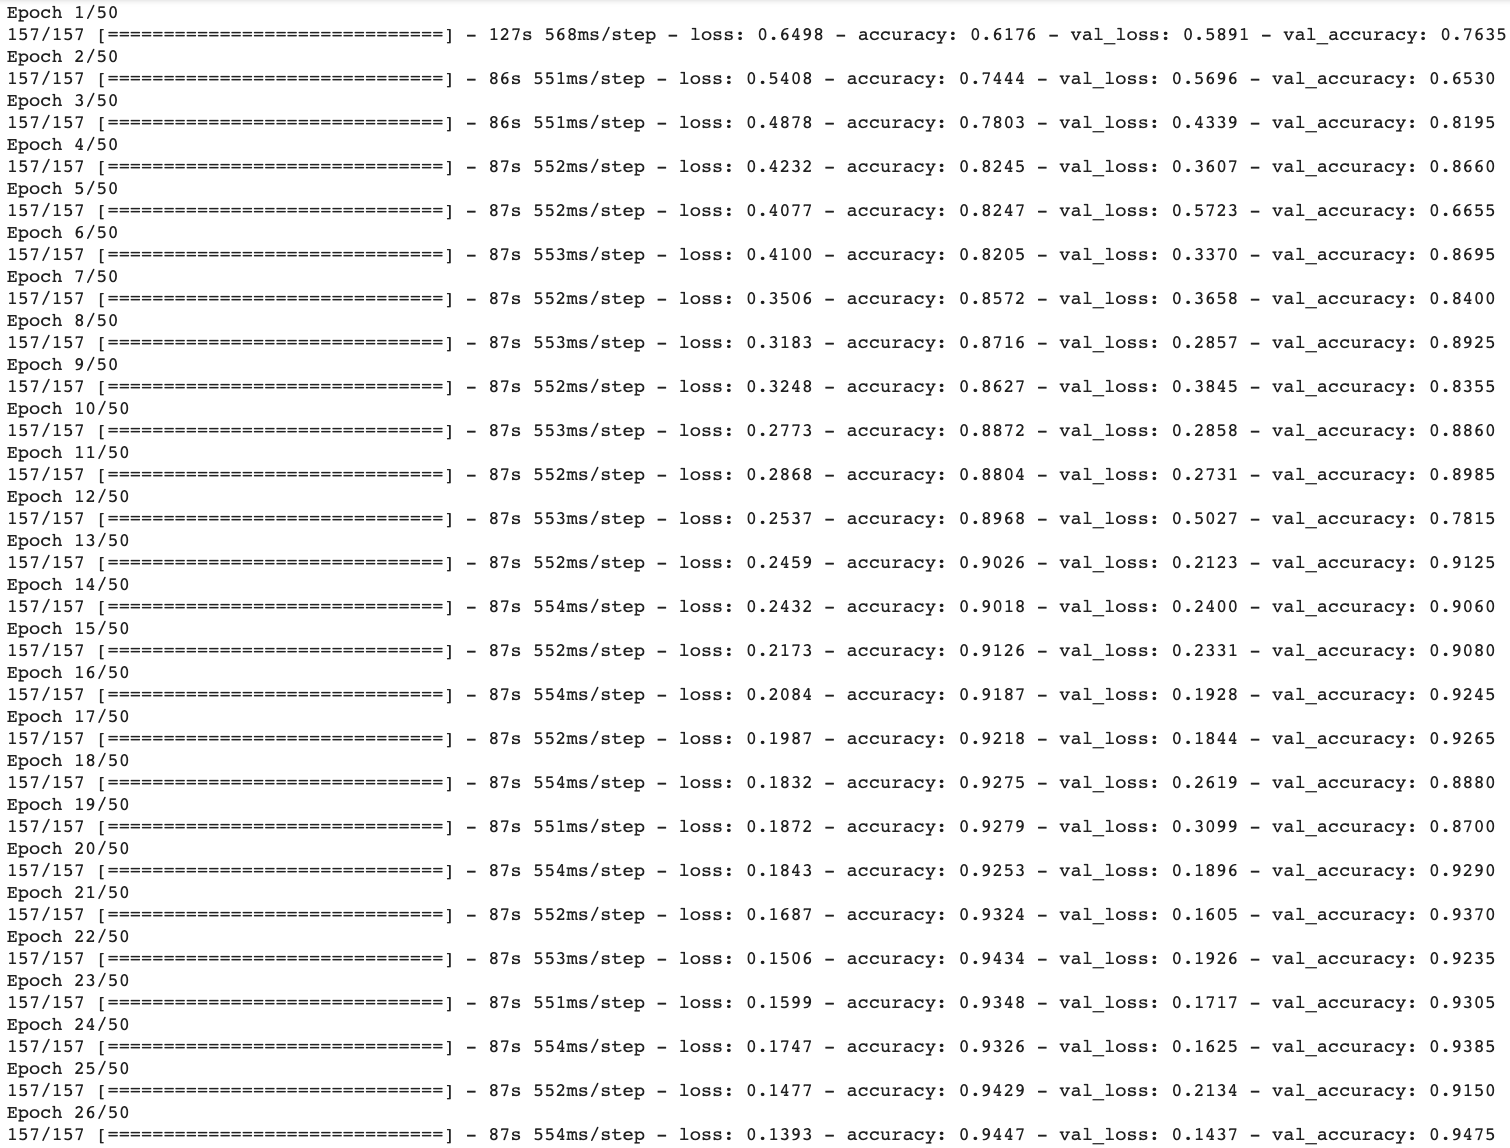 Epoch 1/50
157/157 [==============================] - 127s 568ms/step - loss: 0.6498 - accuracy: 0.6176 - val_loss: 0.5891 - val_accuracy: 0.7635
Epoch 2/50
157/157 [==============================] - 86s 551ms/step - loss: 0.5408 - accuracy: 0.7444 - val_loss: 0.5696 - val_accuracy: 0.6530
Epoch 3/50
157/157 [==============================] - 86s 551ms/step - loss: 0.4878 - accuracy: 0.7803 - val_loss: 0.4339 - val_accuracy: 0.8195
Epoch 4/50
157/157 [==============================] - 87s 552ms/step - loss: 0.4232 - accuracy: 0.8245 - val_loss: 0.3607 - val_accuracy: 0.8660
Epoch 5/50
157/157 [==============================] - 87s 552ms/step - loss: 0.4077 - accuracy: 0.8247 - val_loss: 0.5723 - val_accuracy: 0.6655
Epoch 6/50
157/157 [==============================] - 87s 553ms/step - loss: 0.4100 - accuracy: 0.8205 - val_loss: 0.3370 - val_accuracy: 0.8695
Epoch 7/50
157/157 [==============================] - 87s 552ms/step - loss: 0.3506 - accuracy: 0.8572 - val_loss: 0.3658 - val_accuracy: 0.8400
Epoch 8/50
157/157 [==============================] - 87s 553ms/step - loss: 0.3183 - accuracy: 0.8716 - val_loss: 0.2857 - val_accuracy: 0.8925
Epoch 9/50
157/157 [==============================] - 87s 552ms/step - loss: 0.3248 - accuracy: 0.8627 - val_loss: 0.3845 - val_accuracy: 0.8355
Epoch 10/50
157/157 [==============================] - 87s 553ms/step - loss: 0.2773 - accuracy: 0.8872 - val_loss: 0.2858 - val_accuracy: 0.8860
Epoch 11/50
157/157 [==============================] - 87s 552ms/step - loss: 0.2868 - accuracy: 0.8804 - val_loss: 0.2731 - val_accuracy: 0.8985
Epoch 12/50
157/157 [==============================] - 87s 553ms/step - loss: 0.2537 - accuracy: 0.8968 - val_loss: 0.5027 - val_accuracy: 0.7815
Epoch 13/50
157/157 [==============================] - 87s 552ms/step - loss: 0.2459 - accuracy: 0.9026 - val_loss: 0.2123 - val_accuracy: 0.9125
Epoch 14/50
157/157 [==============================] - 87s 554ms/step - loss: 0.2432 - accuracy: 0.9018 - val_loss: 0.2400 - val_accuracy: 0.9060
Epoch 15/50
157/157 [==============================] - 87s 552ms/step - loss: 0.2173 - accuracy: 0.9126 - val_loss: 0.2331 - val_accuracy: 0.9080
Epoch 16/50
157/157 [==============================] - 87s 554ms/step - loss: 0.2084 - accuracy: 0.9187 - val_loss: 0.1928 - val_accuracy: 0.9245
Epoch 17/50
157/157 [==============================] - 87s 552ms/step - loss: 0.1987 - accuracy: 0.9218 - val_loss: 0.1844 - val_accuracy: 0.9265
Epoch 18/50
157/157 [==============================] - 87s 554ms/step - loss: 0.1832 - accuracy: 0.9275 - val_loss: 0.2619 - val_accuracy: 0.8880
Epoch 19/50
157/157 [==============================] - 87s 551ms/step - loss: 0.1872 - accuracy: 0.9279 - val_loss: 0.3099 - val_accuracy: 0.8700
Epoch 20/50
157/157 [==============================] - 87s 554ms/step - loss: 0.1843 - accuracy: 0.9253 - val_loss: 0.1896 - val_accuracy: 0.9290
Epoch 21/50
157/157 [==============================] - 87s 552ms/step - loss: 0.1687 - accuracy: 0.9324 - val_loss: 0.1605 - val_accuracy: 0.9370
Epoch 22/50
157/157 [==============================] - 87s 553ms/step - loss: 0.1506 - accuracy: 0.9434 - val_loss: 0.1926 - val_accuracy: 0.9235
Epoch 23/50
157/157 [==============================] - 87s 551ms/step - loss: 0.1599 - accuracy: 0.9348 - val_loss: 0.1717 - val_accuracy: 0.9305
Epoch 24/50
157/157 [==============================] - 87s 554ms/step - loss: 0.1747 - accuracy: 0.9326 - val_loss: 0.1625 - val_accuracy: 0.9385
Epoch 25/50
157/157 [==============================] - 87s 552ms/step - loss: 0.1477 - accuracy: 0.9429 - val_loss: 0.2134 - val_accuracy: 0.9150
Epoch 26/50
157/157 [==============================] - 87s 554ms/step - loss: 0.1393 - accuracy: 0.9447 - val_loss: 0.1437 - val_accuracy: 0.9475